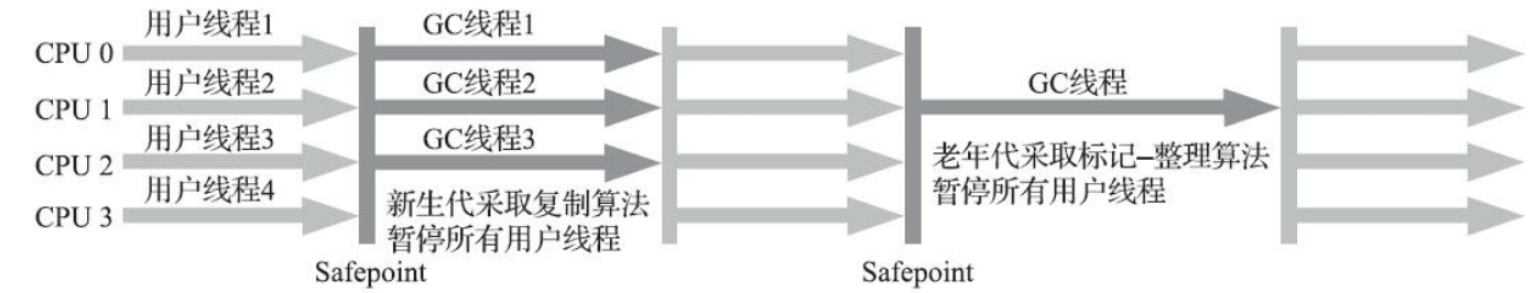 用户线程1
GC线程1
CPU 0
用户线程2
GC线程2
GC线程
CPU 1
用户线程3
GC线程3
CPU 2
老年代采取标记–整理算法
暂停所有用户线程
用户线程4
新生代采取复制算法
暂停所有用户线程
CPU 3
Safepoint
Safepoint